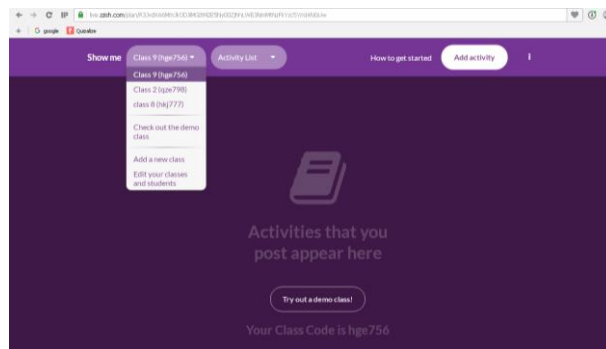 G google Quizalize
Show me Class 9 (hge756) Activity List How to get started Add activity
Class 9 (hge756)
Class 2 (qze798)
class 8 (hkj777)
Check out the demo
class
Add a new class
Edit your classes
and students
Activities that you
post appear here
Try out a demo class!
Your Class Code is hge756